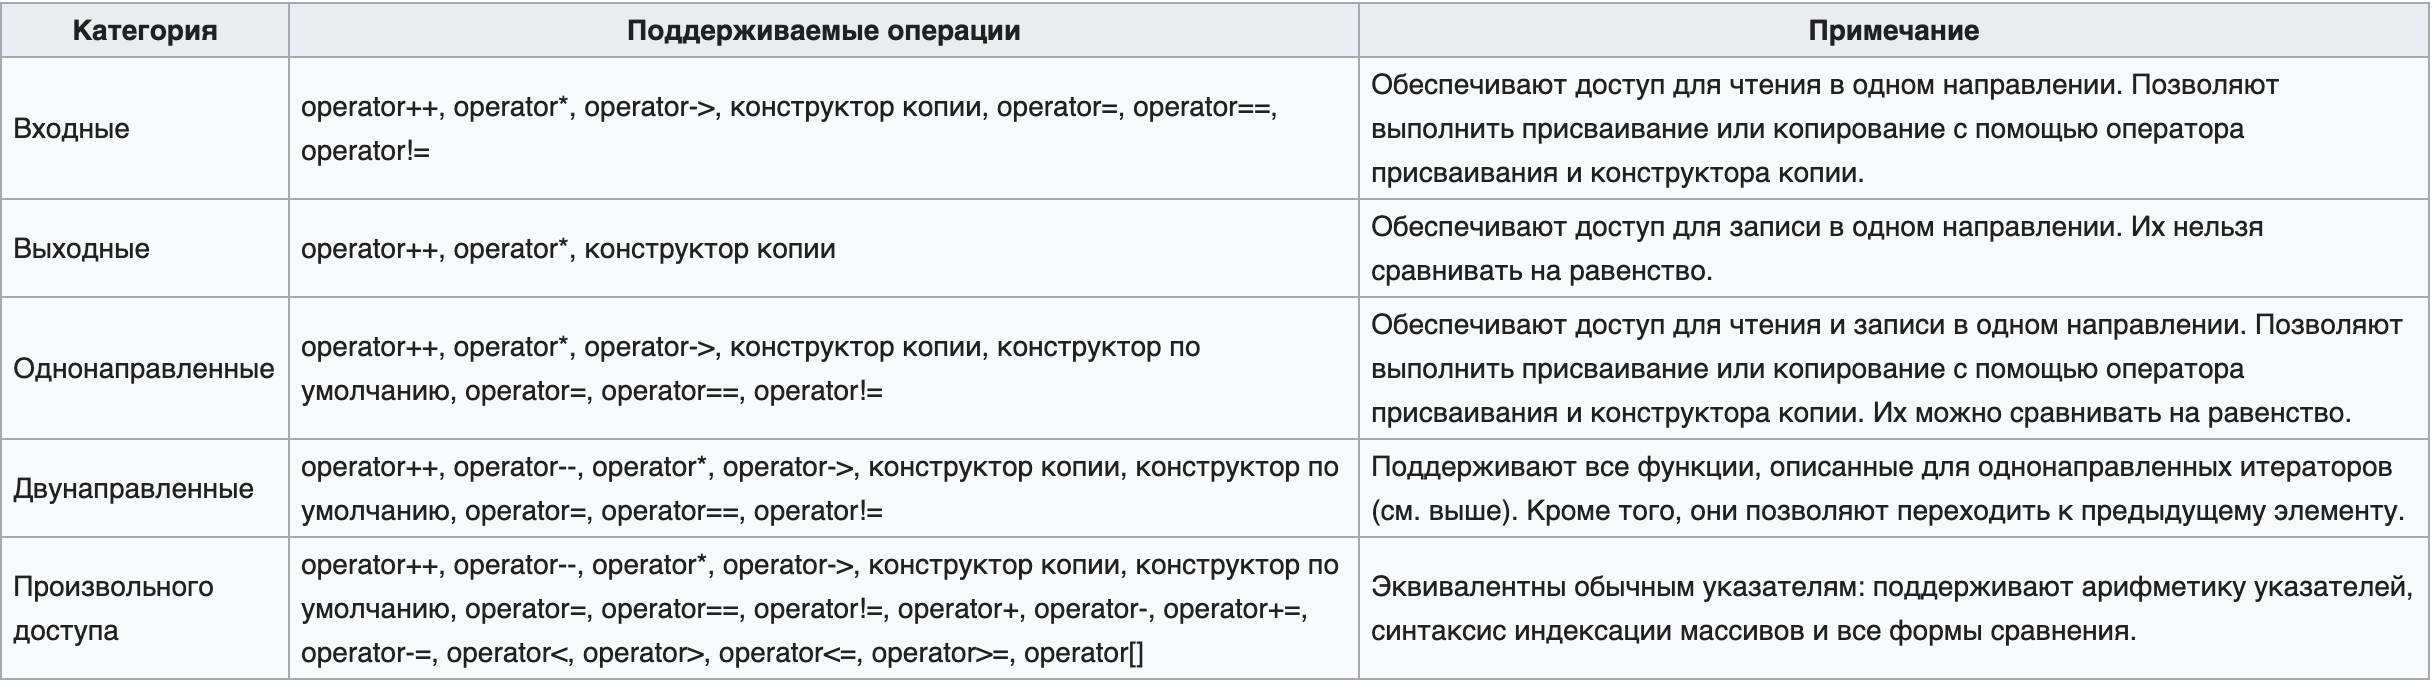 Категория
Поддерживаемые операции
Примечание
Входные
operator++, operator*, operator->, конструктор копии, operator=, operator==,
operator!=
Обеспечивают доступ для чтения в одном направлении. Позволяют
выполнить присваивание или копирование с помощью оператора
присваивания и конструктора копии.
Выходные
operator++, operator*, конструктор копии
Обеспечивают доступ для записи в одном направлении. Их нельзя
сравнивать на равенство.
Однонаправленные
operator++, operator*, operator->, конструктор копии, конструктор по
умолчанию, operator=, operator==, operator!=
Обеспечивают доступ для чтения и записи в одном направлении. Позволяют
выполнить присваивание или копирование с помощью оператора
присваивания и конструктора копии. Их можно сравнивать на равенство.
Двунаправленные
operator++, operator--, operator*, operator->, конструктор копии, конструктор по
умолчанию, operator=, operator==, operator!=
Поддерживают все функции, описанные для однонаправленных итераторов
(см. выше). Кроме того, они позволяют переходить к предыдущему элементу.
Произвольного
доступа
operator++, operator--, operator*, operator->, конструктор копии, конструктор по
умолчанию, operator=, operator==, operator!=, operator+, operator-, operator+=,
operator-=, operator<, operator>, operator<=, operator>=, operator[]
Эквивалентны обычным указателям: поддерживают арифметику указателей,
синтаксис индексации массивов и все формы сравнения.